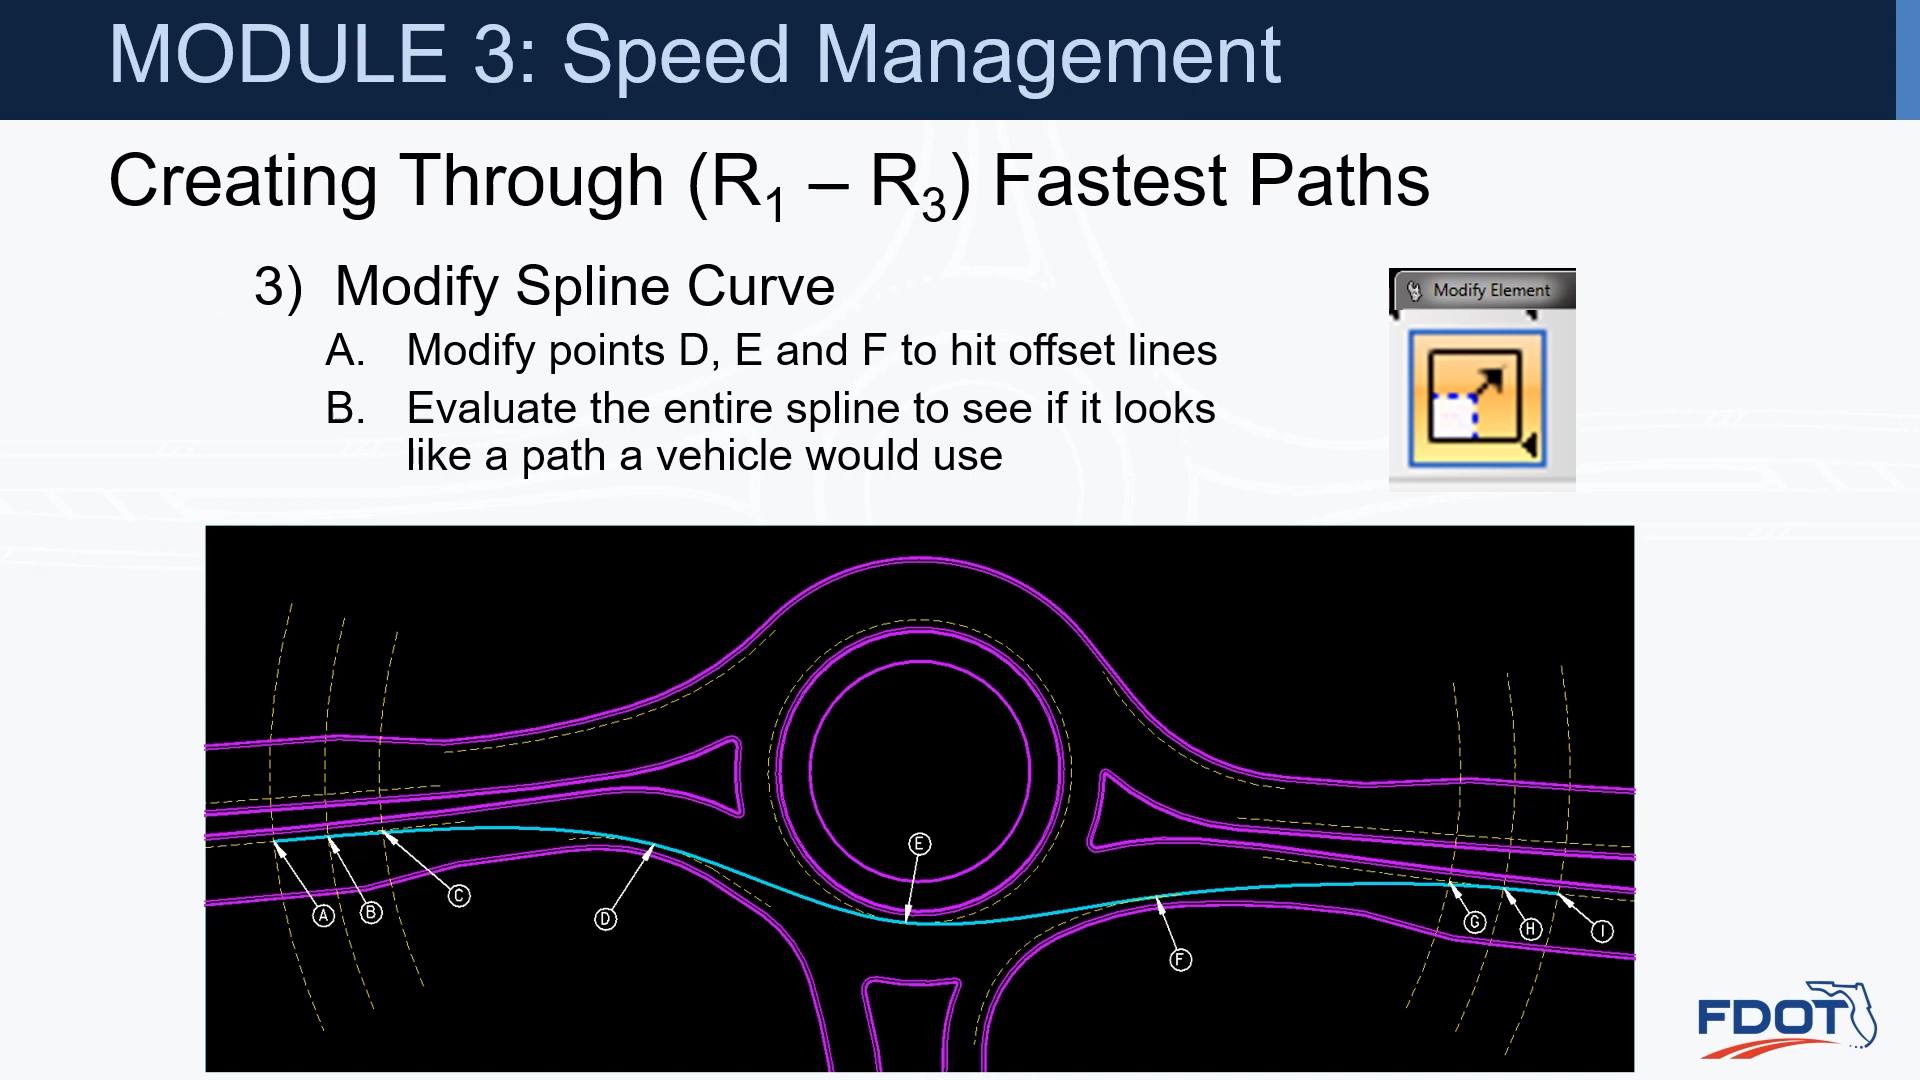 MODULE 3: Speed Management
Creating Through (R₁ – R₃) Fastest Paths
3) Modify Spline Curve
A. Modify points D, E and F to hit offset lines
B. Evaluate the entire spline to see if it looks
like a path a vehicle would use
Modify Element
E
A
B
C
D
F
G
H
I
FDOT